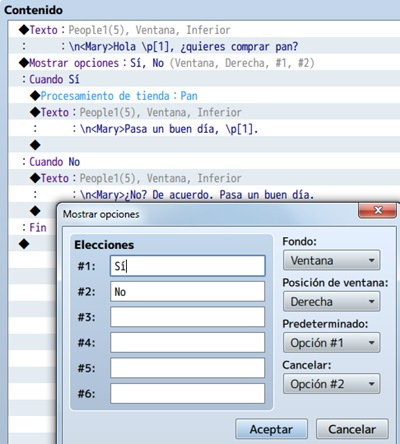 Contenido
◆Texto：People1(5), Ventana, Inferior
：　　：\n<Mary>Hola \p[1], ¿quieres comprar pan?
◆Mostrar opciones：Sí, No (Ventana, Derecha, #1, #2)
：Cuando Sí
◆Procesamiento de tienda：Pan
◆Texto：People1(5), Ventana, Inferior
：　　：\n<Mary>Pasa un buen día, \p[1].
◆
：Cuando No
◆Texto：People1(5), Ventana, Inferior
：　　：\n<Mary>¿No? De acuerdo. Pasa un buen día.
◆
：Fin
◆
Mostrar opciones
Elecciones
#1: Sí
#2: No
#3:
#4:
#5:
#6:
Fondo:
Ventana
Posición de ventana:
Derecha
Predeterminado:
Opción #1
Cancelar:
Opción #2
Aceptar
Cancelar